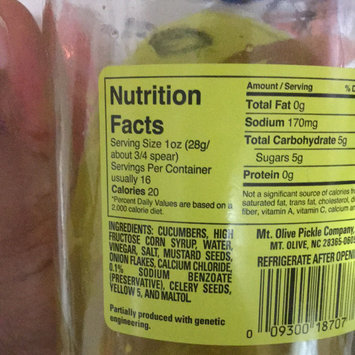 Nutrition
Facts
Serving Size 1oz (28g/
about 3/4 spear)
Servings Per Container
usually 16
Calories 20
*Percent Daily Values are based on a
2,000 calorie diet.
Amount / Serving % D
Total Fat 0g
Sodium 170mg
Total Carbohydrate 5g
Sugars 5g
Protein 0g
Not a significant source of calories f
saturated fat, trans fat, cholesterol, di
fiber, vitamin A, vitamin C, calcium an
INGREDIENTS: CUCUMBERS, HIGH
FRUCTOSE CORN SYRUP, WATER,
VINEGAR, SALT, MUSTARD SEEDS,
ONION FLAKES, CALCIUM CHLORIDE,
0.1% SODIUM BENZOATE
(PRESERVATIVE), CELERY SEEDS,
YELLOW 5, AND MALTOL.
Partially produced with genetic
engineering.
Mt. Olive Pickle Company,
MT. OLIVE, NC 28365-060
REFRIGERATE AFTER OPENI
0 09300 18707